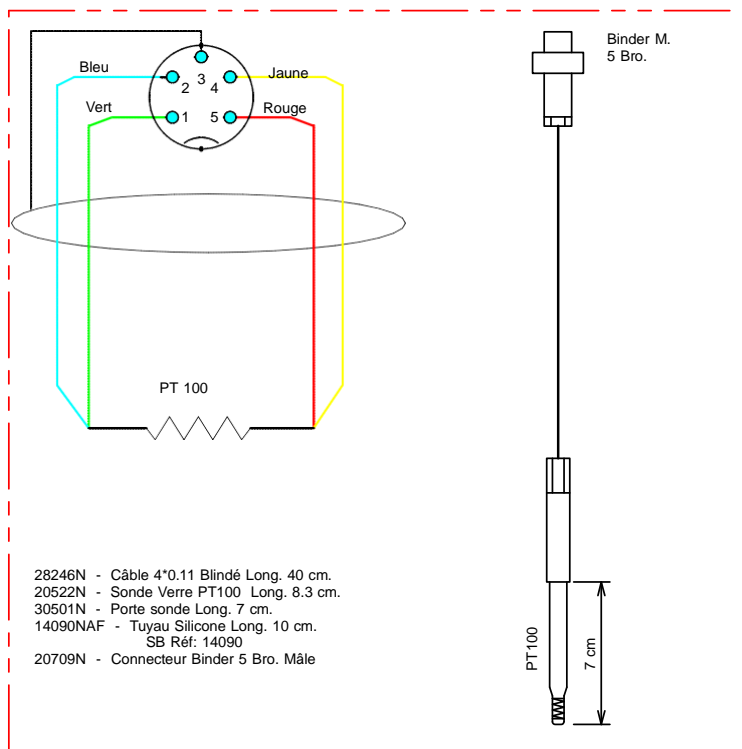 Binder M.
5 Bro.
Bleu
Jaune
3
2
4
Vert
Rouge
1
5
PT 100
28246N - Câble 4*0.11 Blindé Long. 40 cm.
20522N - Sonde Verre PT100 Long. 8.3 cm.
30501N - Porte sonde Long. 7 cm.
14090NAF - Tuyau Silicone Long. 10 cm.
SB Réf: 14090
20709N - Connecteur Binder 5 Bro. Mâle
PT100
7 cm